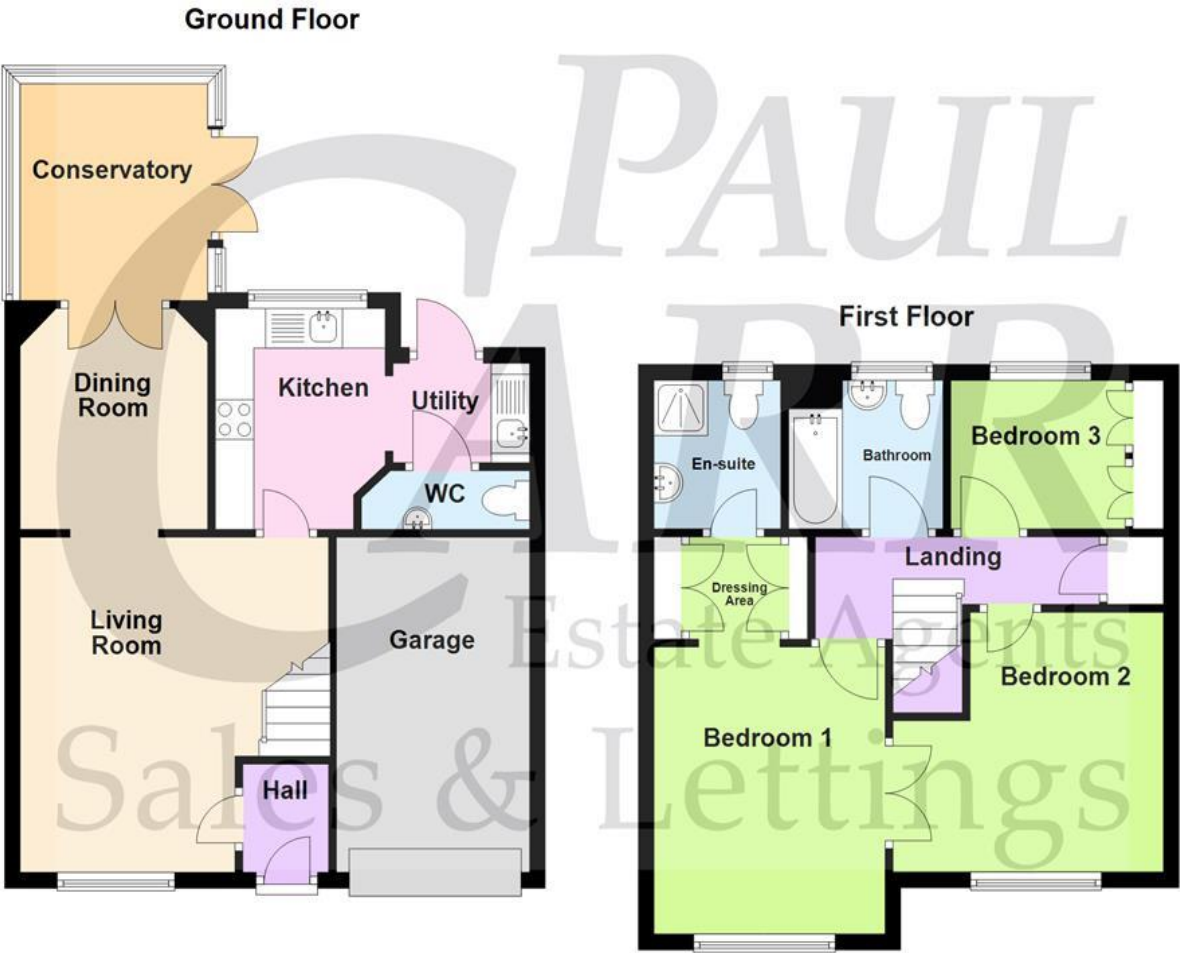 Ground Floor
PAUL
CARR
Estate Agents
Sales & Lettings
Conservatory
Dining
Room
Kitchen
Utility
WC
Living
Room
Garage
Hall
First Floor
En-suite
Bathroom
Bedroom 3
Landing
Dressing
Area
Bedroom 2
Bedroom 1